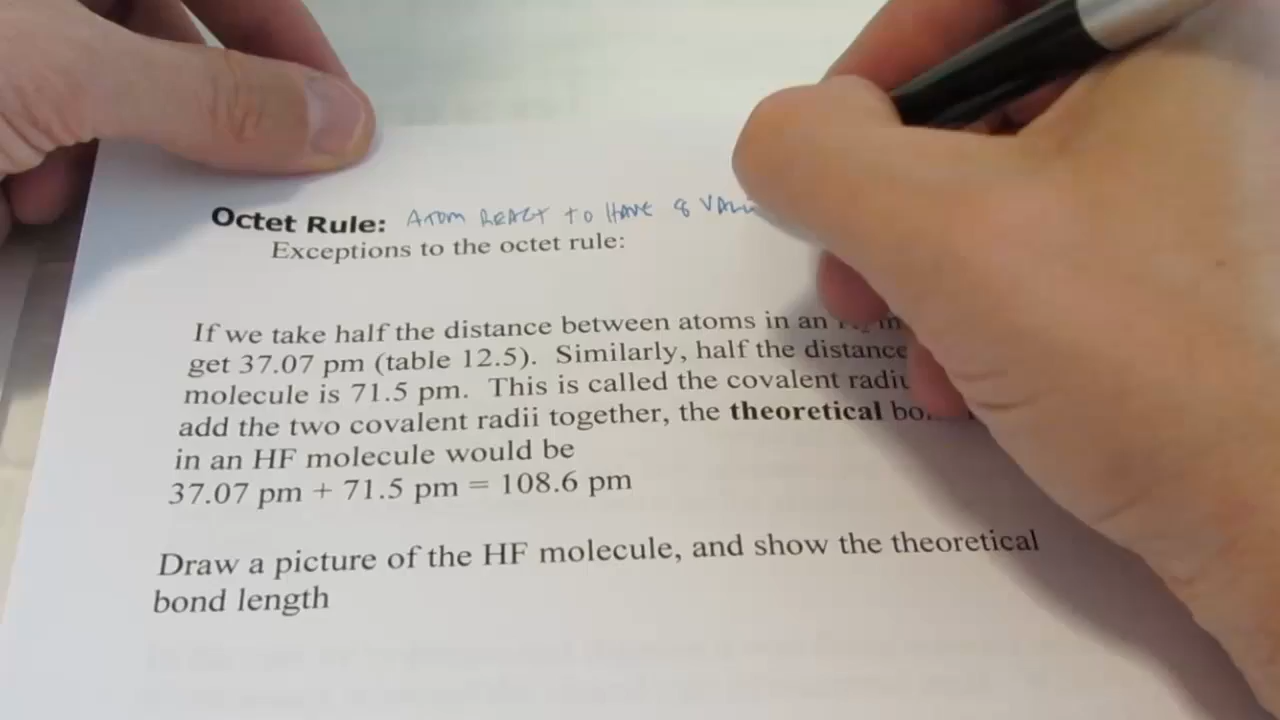 Octet Rule: ATOM REACT TO HAVE 8
Exceptions to the octet rule:
If we take half the distance between atoms in an
get 37.07 pm (table 12.5). Similarly, half the distance
molecule is 71.5 pm. This is called the covalent
add the two covalent radii together, the theoretical
in an HF molecule would be
37.07 pm + 71.5 pm = 108.6 pm
Draw a picture of the HF molecule, and show the theoretical
bond length